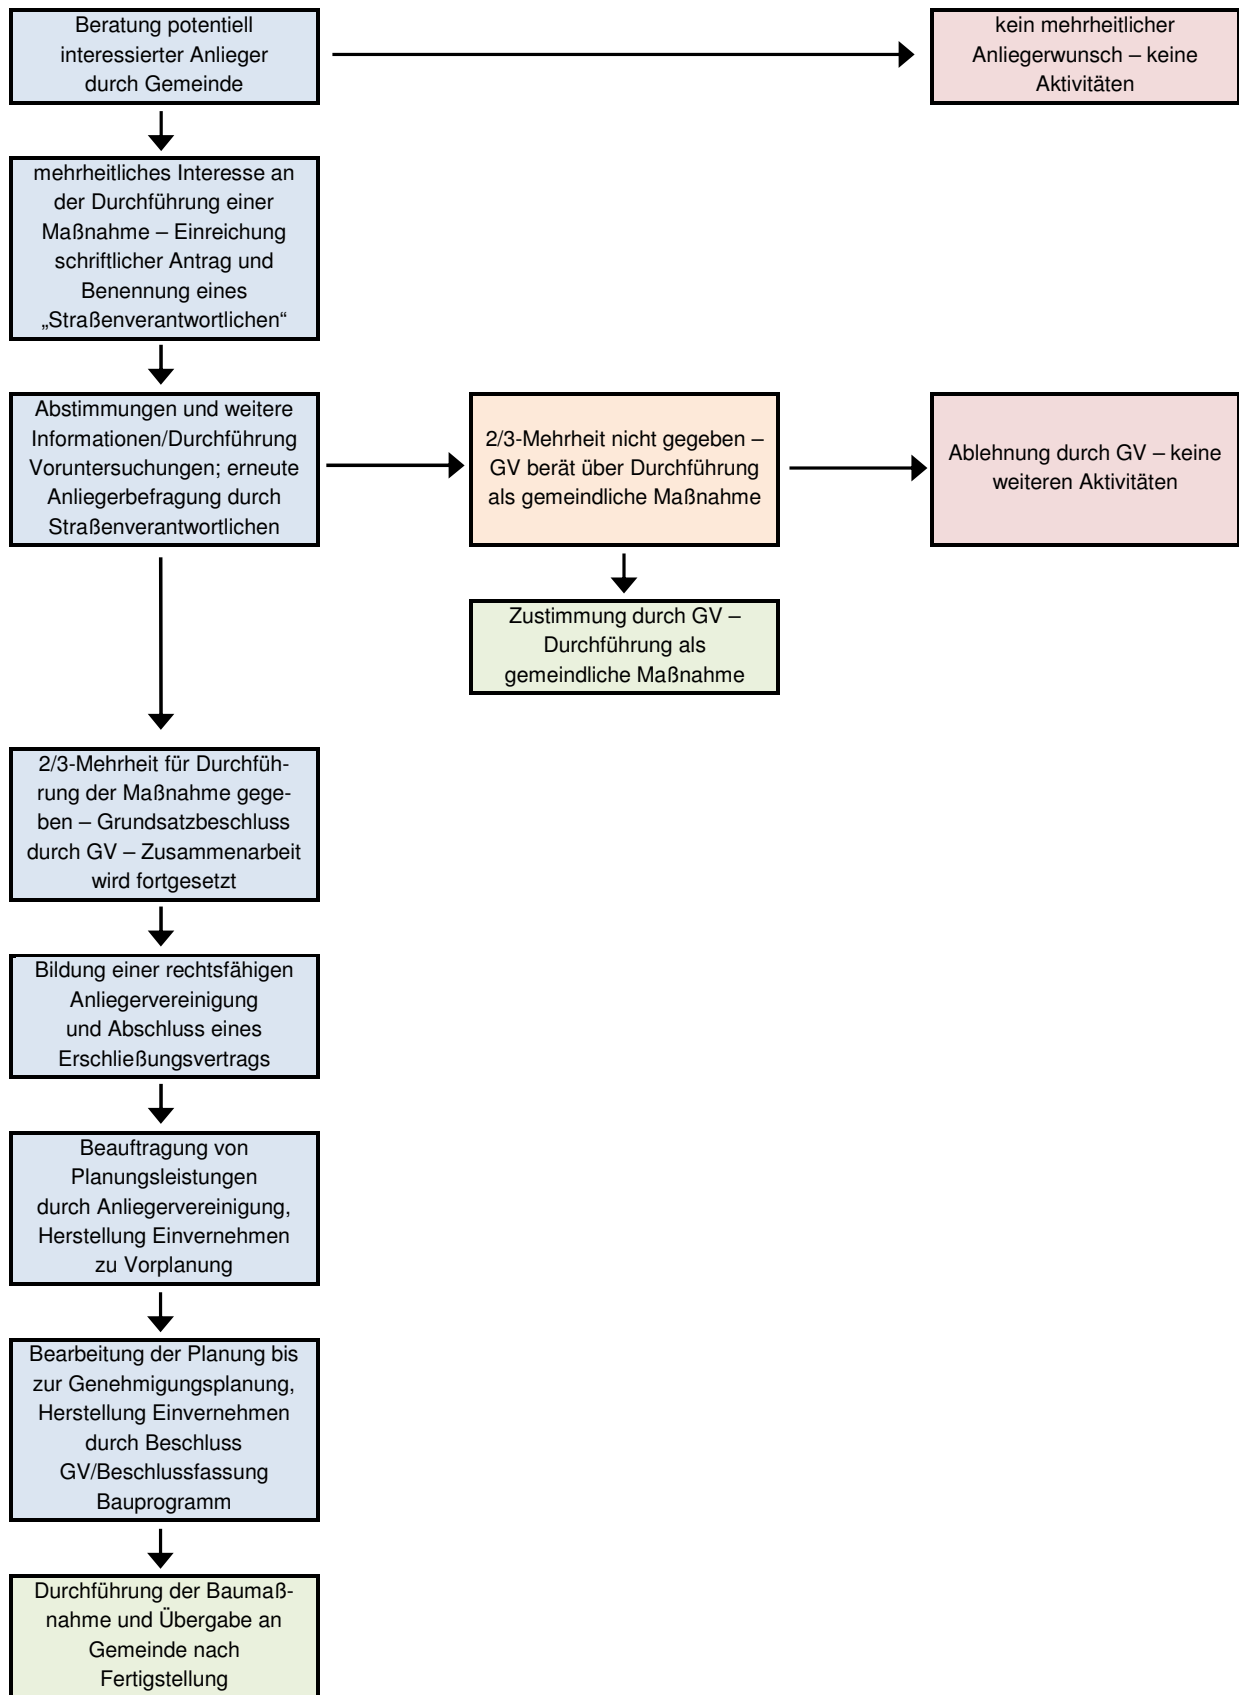 Beratung potentiell
interessierter Anlieger
durch Gemeinde
kein mehrheitlicher
Anliegerwunsch – keine
Aktivitäten
mehrheitliches Interesse an
der Durchführung einer
Maßnahme – Einreichung
schriftlicher Antrag und
Benennung eines
„Straßenverantwortlichen“
Abstimmungen und weitere
Informationen/Durchführung
Voruntersuchungen; erneute
Anliegerbefragung durch
Straßenverantwortlichen
2/3-Mehrheit nicht gegeben –
GV berät über Durchführung
als gemeindliche Maßnahme
Ablehnung durch GV – keine
weiteren Aktivitäten
Zustimmung durch GV –
Durchführung als
gemeindliche Maßnahme
2/3-Mehrheit für Durchfüh-
rung der Maßnahme gege-
ben – Grundsatzbeschluss
durch GV – Zusammenarbeit
wird fortgesetzt
Bildung einer rechtsfähigen
Anliegervereinigung
und Abschluss eines
Erschließungsvertrags
Beauftragung von
Planungsleistungen
durch Anliegervereinigung,
Herstellung Einvernehmen
zu Vorplanung
Bearbeitung der Planung bis
zur Genehmigungsplanung,
Herstellung Einvernehmen
durch Beschluss
GV/Beschlussfassung
Bauprogramm
Durchführung der Baumaß-
nahme und Übergabe an
Gemeinde nach
Fertigstellung